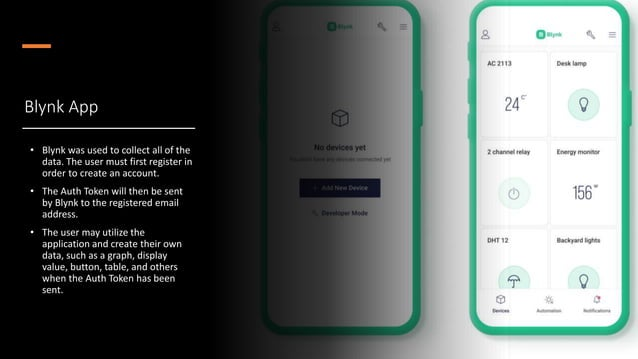 Blynk App
• Blynk was used to collect all of the
data. The user must first register in
order to create an account.
• The Auth Token will then be sent
by Blynk to the registered email
address.
• The user may utilize the
application and create their own
data, such as a graph, display
value, button, table, and others
when the Auth Token has been
sent.
B Blynk
No devices yet
You don't have any devices connected yet
+ Add New Device
Developer Mode
B Blynk
AC 2113
Desk lamp
24 C°
2 channel relay
Energy monitor
156 W
DHT 12
Backyard lights
Devices
Automation
Notifications